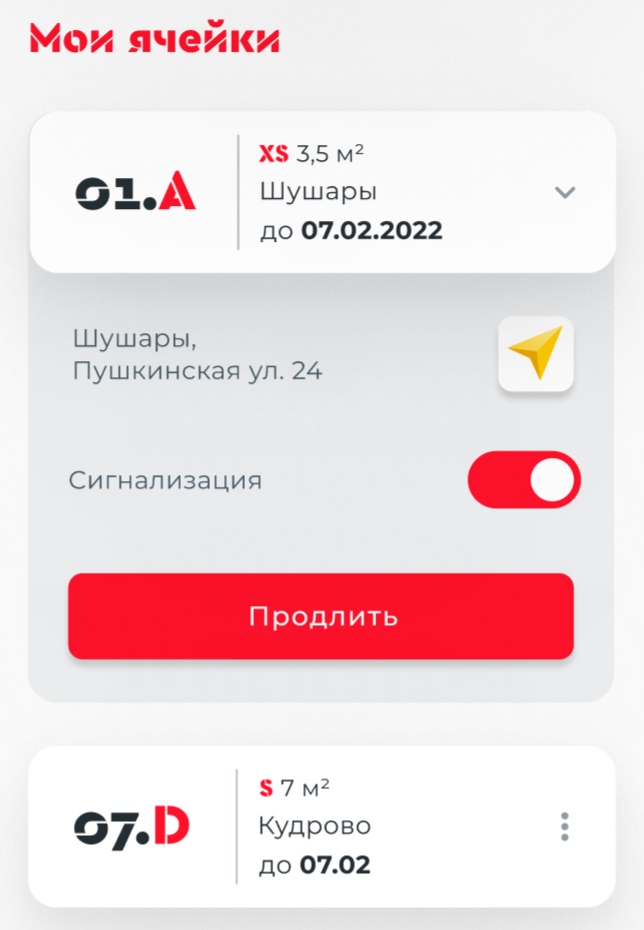 Мои ячейки
01.A
XS 3,5 м²
Шушары
до 07.02.2022
Шушары,
Пушкинская ул. 24
Сигнализация
Продлить
07.D
S 7 м²
Кудрово
до 07.02